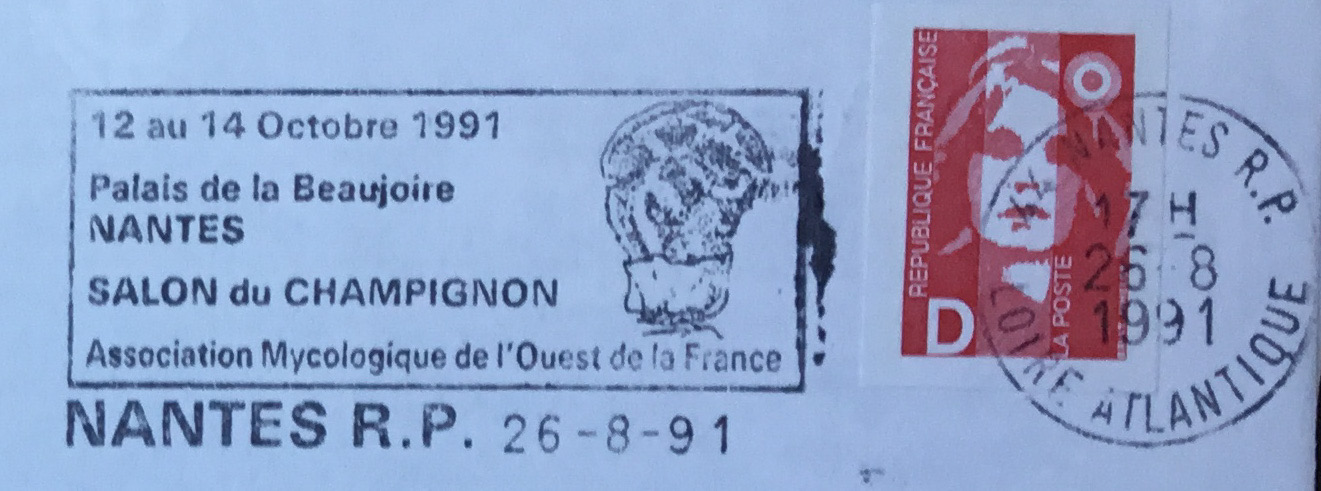 12 au 14 Octobre 1991
Palais de la Beaujoire
NANTES
SALON du CHAMPIGNON
Association Mycologique de l'Ouest de la France
NANTES R.P. 26-8-91
REPUBLIQUE FRANÇAISE
D
LA POSTE
NANTES R.P.
17 H
26-8
1991
LOIRE ATLANTIQUE